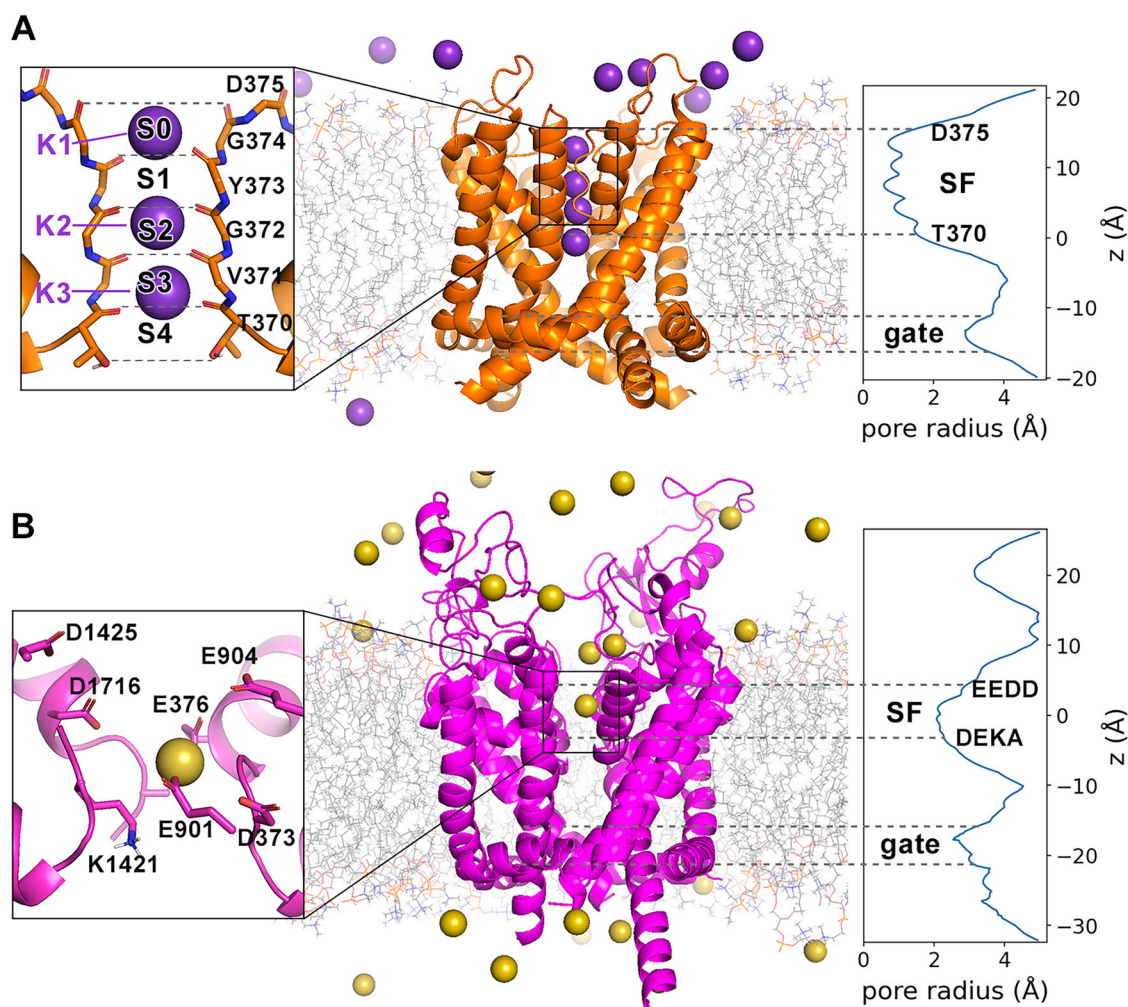 A
D375
S0
K1
G374
S1
Y373
K2
S2
G372
V371
K3
S3
S4
T370
20
D375
10
SF
T370
0
z (Å)
−10
gate
−20
0 2 4
pore radius (Å)
B
D1425
E904
D1716
E376
E901
D373
K1421
20
10
EEDD
SF
0
z (Å)
DEKA
−10
gate
−20
−30
0 2 4
pore radius (Å)